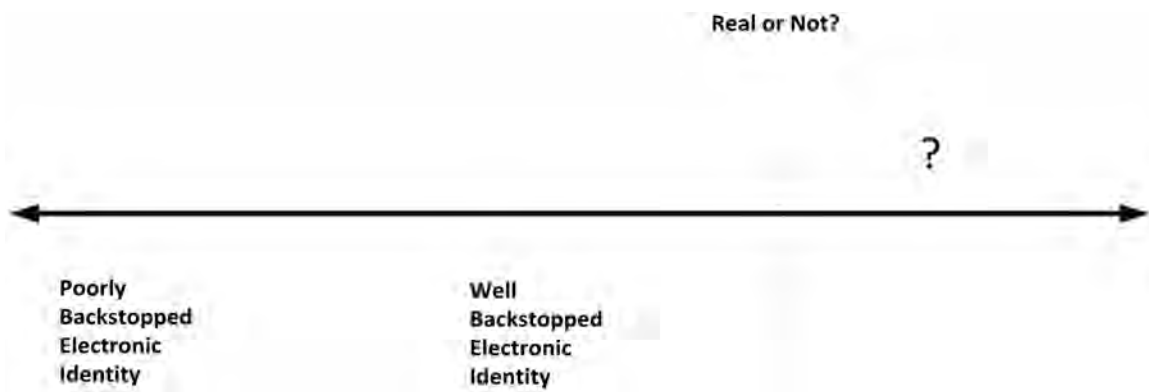 Real or Not?
?
Poorly
Backstopped
Electronic
Identity
Well
Backstopped
Electronic
Identity